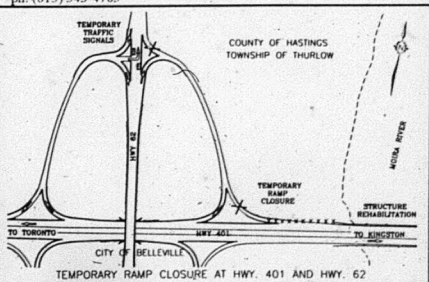 TEMPORARY
TRAFFIC
SIGNALS
COUNTY OF HASTINGS
TOWNSHIP OF THURLOW
N
HWY 62
MOIRA RIVER
TEMPORARY
RAMP
CLOSURE
STRUCTURE
REHABILITATION
TO TORONTO
HWY 401
TO KINGSTON
CITY OF BELLEVILLE
TEMPORARY RAMP CLOSURE AT HWY. 401 AND HWY. 62